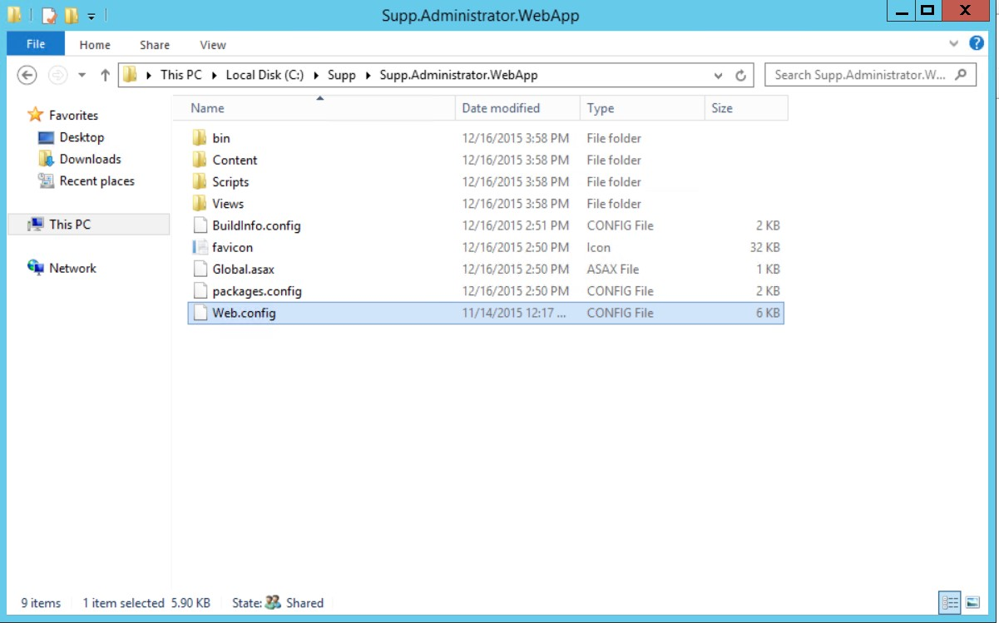 Supp.Administrator.WebApp
X
File Home Share View
?
This PC Local Disk (C:) Supp Supp.Administrator.WebApp Search Supp.Administrator.W...
Favorites
Desktop
Downloads
Recent places
This PC
Network
Name Date modified Type Size
bin 12/16/2015 3:58 PM File folder
Content 12/16/2015 3:58 PM File folder
Scripts 12/16/2015 3:58 PM File folder
Views 12/16/2015 3:58 PM File folder
BuildInfo.config 12/16/2015 2:51 PM CONFIG File 2 KB
favicon 12/16/2015 2:50 PM Icon 32 KB
Global.asax 12/16/2015 2:50 PM ASAX File 1 KB
packages.config 12/16/2015 2:50 PM CONFIG File 2 KB
Web.config 11/14/2015 12:17 ... CONFIG File 6 KB
9 items 1 item selected 5.90 KB State: Shared